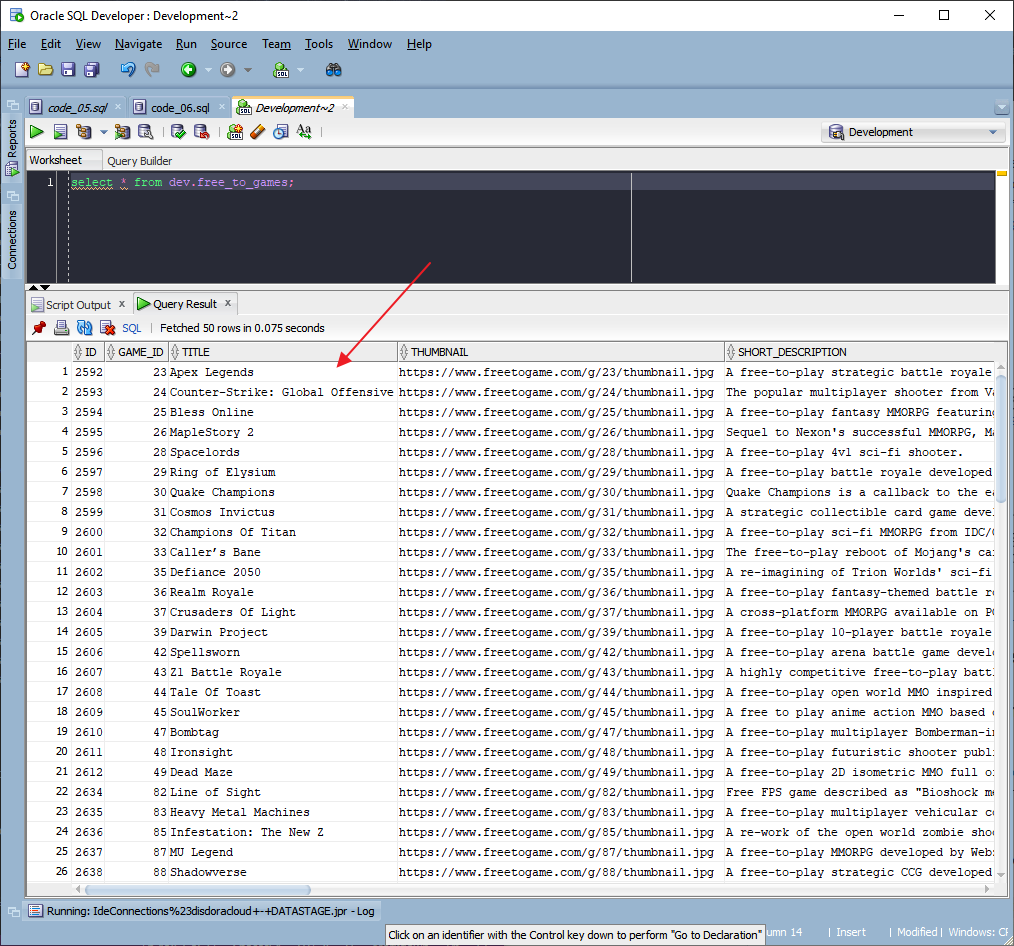 Oracle SQL Developer : Development~2
File Edit View Navigate Run Source Team Tools Window Help
code_05.sql code_06.sql Development~2
Reports
Connections
Development
Worksheet Query Builder
1 select * from dev.free_to_games;
Script Output x Query Result x
SQL | Fetched 50 rows in 0.075 seconds
ID GAME_ID TITLE THUMBNAIL SHORT_DESCRIPTION
1 2592 23 Apex Legends https://www.freetogame.com/g/23/thumbnail.jpg A free-to-play strategic battle royale
2 2593 24 Counter-Strike: Global Offensive https://www.freetogame.com/g/24/thumbnail.jpg The popular multiplayer shooter from Va
3 2594 25 Bless Online https://www.freetogame.com/g/25/thumbnail.jpg A free-to-play fantasy MMORPG featuring
4 2595 26 MapleStory 2 https://www.freetogame.com/g/26/thumbnail.jpg Sequel to Nexon's successful MMORPG, Ma
5 2596 28 Spacelords https://www.freetogame.com/g/28/thumbnail.jpg A free-to-play 4v1 sci-fi shooter.
6 2597 29 Ring of Elysium https://www.freetogame.com/g/29/thumbnail.jpg A free-to-play battle royale developed
7 2598 30 Quake Champions https://www.freetogame.com/g/30/thumbnail.jpg Quake Champions is a callback to the ea
8 2599 31 Cosmos Invictus https://www.freetogame.com/g/31/thumbnail.jpg A strategic collectible card game devel
9 2600 32 Champions Of Titan https://www.freetogame.com/g/32/thumbnail.jpg A free-to-play sci-fi MMORPG from IDC/G
10 2601 33 Caller’s Bane https://www.freetogame.com/g/33/thumbnail.jpg The free-to-play reboot of Mojang's ca
11 2602 35 Defiance 2050 https://www.freetogame.com/g/35/thumbnail.jpg A re-imagining of Trion Worlds' sci-fi
12 2603 36 Realm Royale https://www.freetogame.com/g/36/thumbnail.jpg A free-to-play fantasy-themed battle ro
13 2604 37 Crusaders Of Light https://www.freetogame.com/g/37/thumbnail.jpg A cross-platform MMORPG available on PC
14 2605 39 Darwin Project https://www.freetogame.com/g/39/thumbnail.jpg A free-to-play 10-player battle royale
15 2606 42 Spellsworn https://www.freetogame.com/g/42/thumbnail.jpg A free-to-play arena battle game develo
16 2607 43 Z1 Battle Royale https://www.freetogame.com/g/43/thumbnail.jpg A highly competitive free-to-play batt
17 2608 44 Tale Of Toast https://www.freetogame.com/g/44/thumbnail.jpg A free-to-play open world MMO inspired
18 2609 45 SoulWorker https://www.freetogame.com/g/45/thumbnail.jpg A free to play anime action MMO based o
19 2610 47 Bombtag https://www.freetogame.com/g/47/thumbnail.jpg A free-to-play multiplayer Bomberman-in
20 2611 48 Ironsight https://www.freetogame.com/g/48/thumbnail.jpg A free-to-play futuristic shooter publ
21 2612 49 Dead Maze https://www.freetogame.com/g/49/thumbnail.jpg A free-to-play 2D isometric MMO full o
22 2634 82 Line of Sight https://www.freetogame.com/g/82/thumbnail.jpg Free FPS game described as "Bioshock me
23 2635 83 Heavy Metal Machines https://www.freetogame.com/g/83/thumbnail.jpg A free-to-play multiplayer vehicular co
24 2636 85 Infestation: The New Z https://www.freetogame.com/g/85/thumbnail.jpg A re-work of the open world zombie shoo
25 2637 87 MU Legend https://www.freetogame.com/g/87/thumbnail.jpg A free-to-play MMORPG developed by Web
26 2638 88 Shadowverse https://www.freetogame.com/g/88/thumbnail.jpg A free-to-play strategic CCG developed
Running: IdeConnections%23disdoracloud+-+DATASTAGE.jpr - Log
Click on an identifier with the Control key down to perform "Go to Declaration" umn 14 | Insert | Modified | Windows: CR